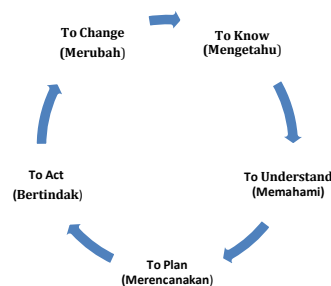 To Change
(Merubah)
To Know
(Mengetahu)
To Understand
(Memahami)
To Plan
(Merencanakan)
To Act
(Bertindak)